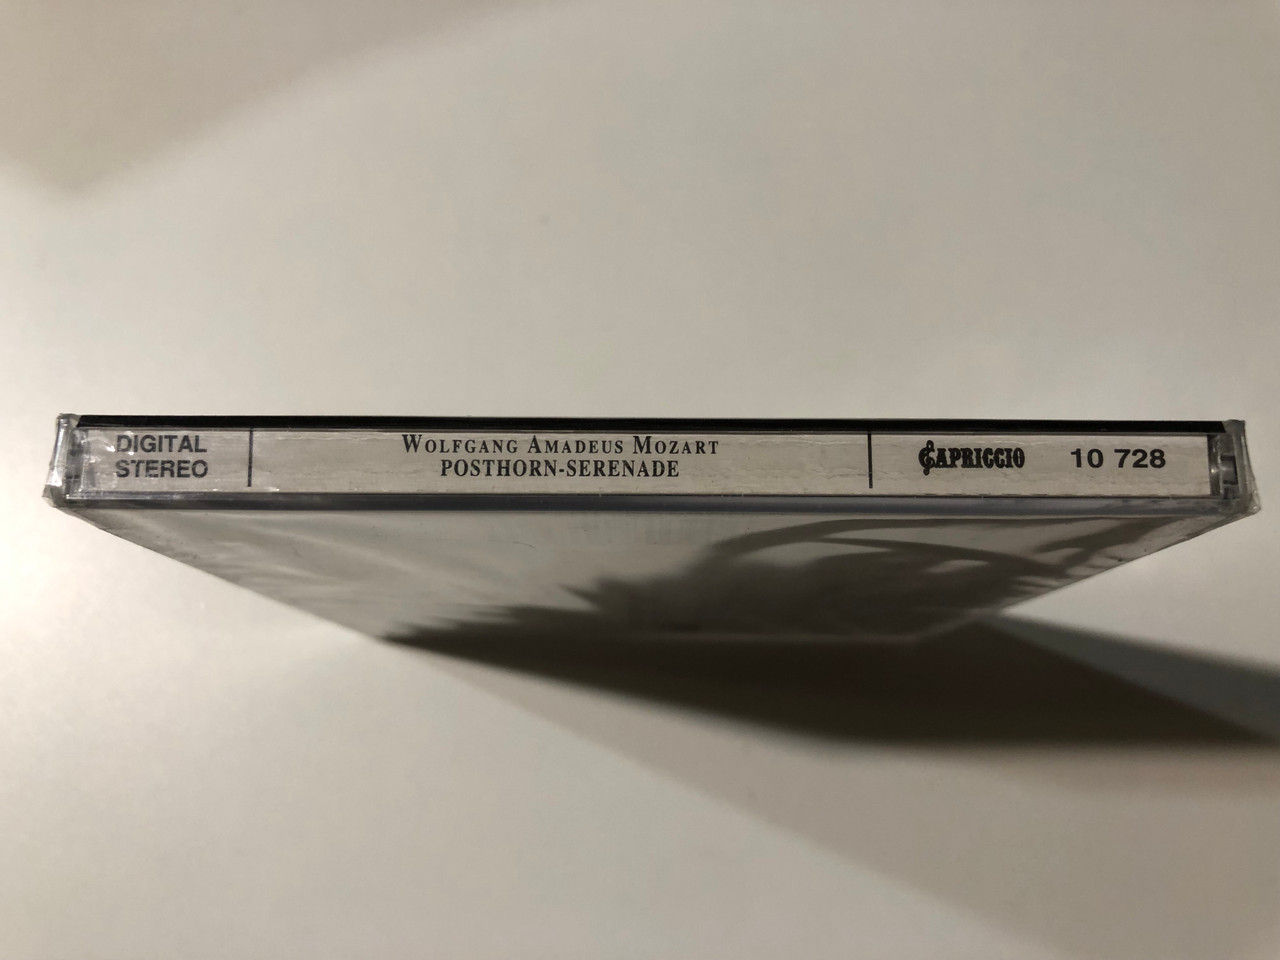 DIGITAL
STEREO
WOLFGANG AMADEUS MOZART
POSTHORN-SERENADE
CAPRICCIO 10 728